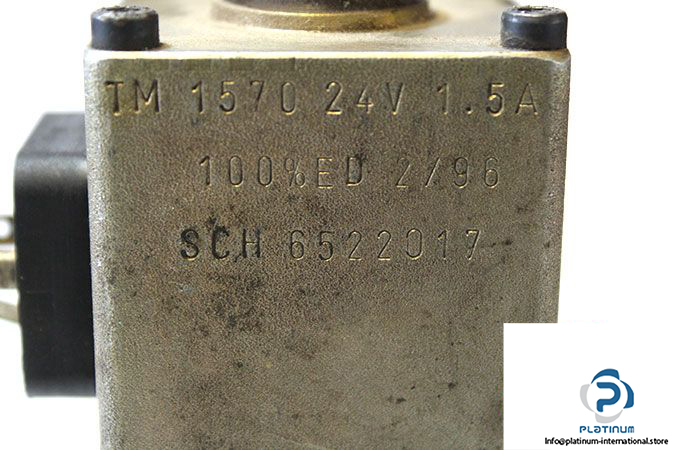 TM 1570 24V 1.5A
100%ED 2/96
SCH 6522017
PLATINUM
Info@platinum-international.store